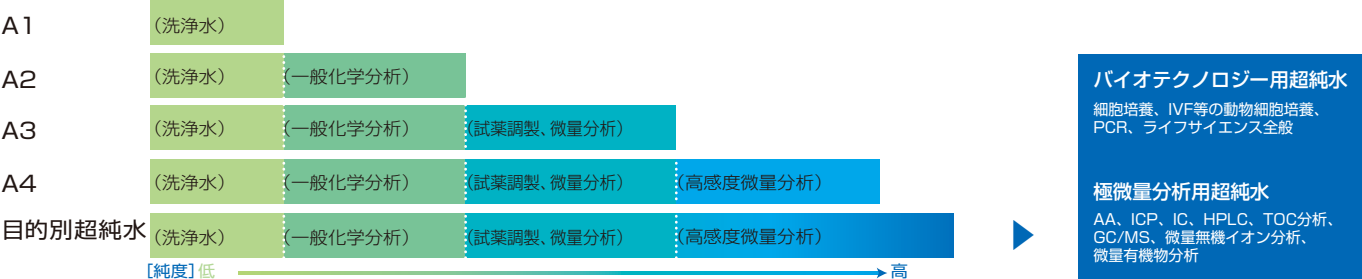 A1 (洗浄水)
A2 (洗浄水) (一般化学分析)
A3 (洗浄水) (一般化学分析) (試薬調製、微量分析)
A4 (洗浄水) (一般化学分析) (試薬調製、微量分析) (高感度微量分析)
目的別超純水 (洗浄水) (一般化学分析) (試薬調製、微量分析) (高感度微量分析)
[純度] 低 高
バイオテクノロジー用超純水
細胞培養、IVF等の動物細胞培養、
PCR、ライフサイエンス全般
極微量分析用超純水
AA、ICP、IC、HPLC、TOC分析、
GC/MS、微量無機イオン分析、
微量有機物分析